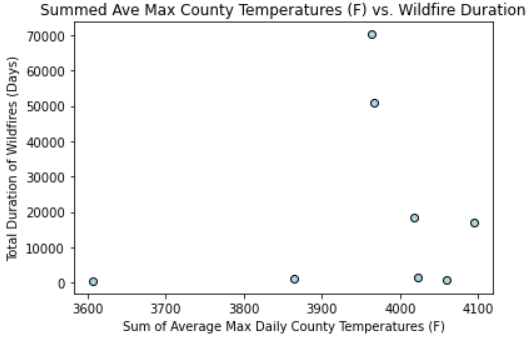 Summed Ave Max County Temperatures (F) vs. Wildfire Duration
Total Duration of Wildfires (Days)
70000
60000
50000
40000
30000
20000
10000
0
3600 3700 3800 3900 4000 4100
Sum of Average Max Daily County Temperatures (F)